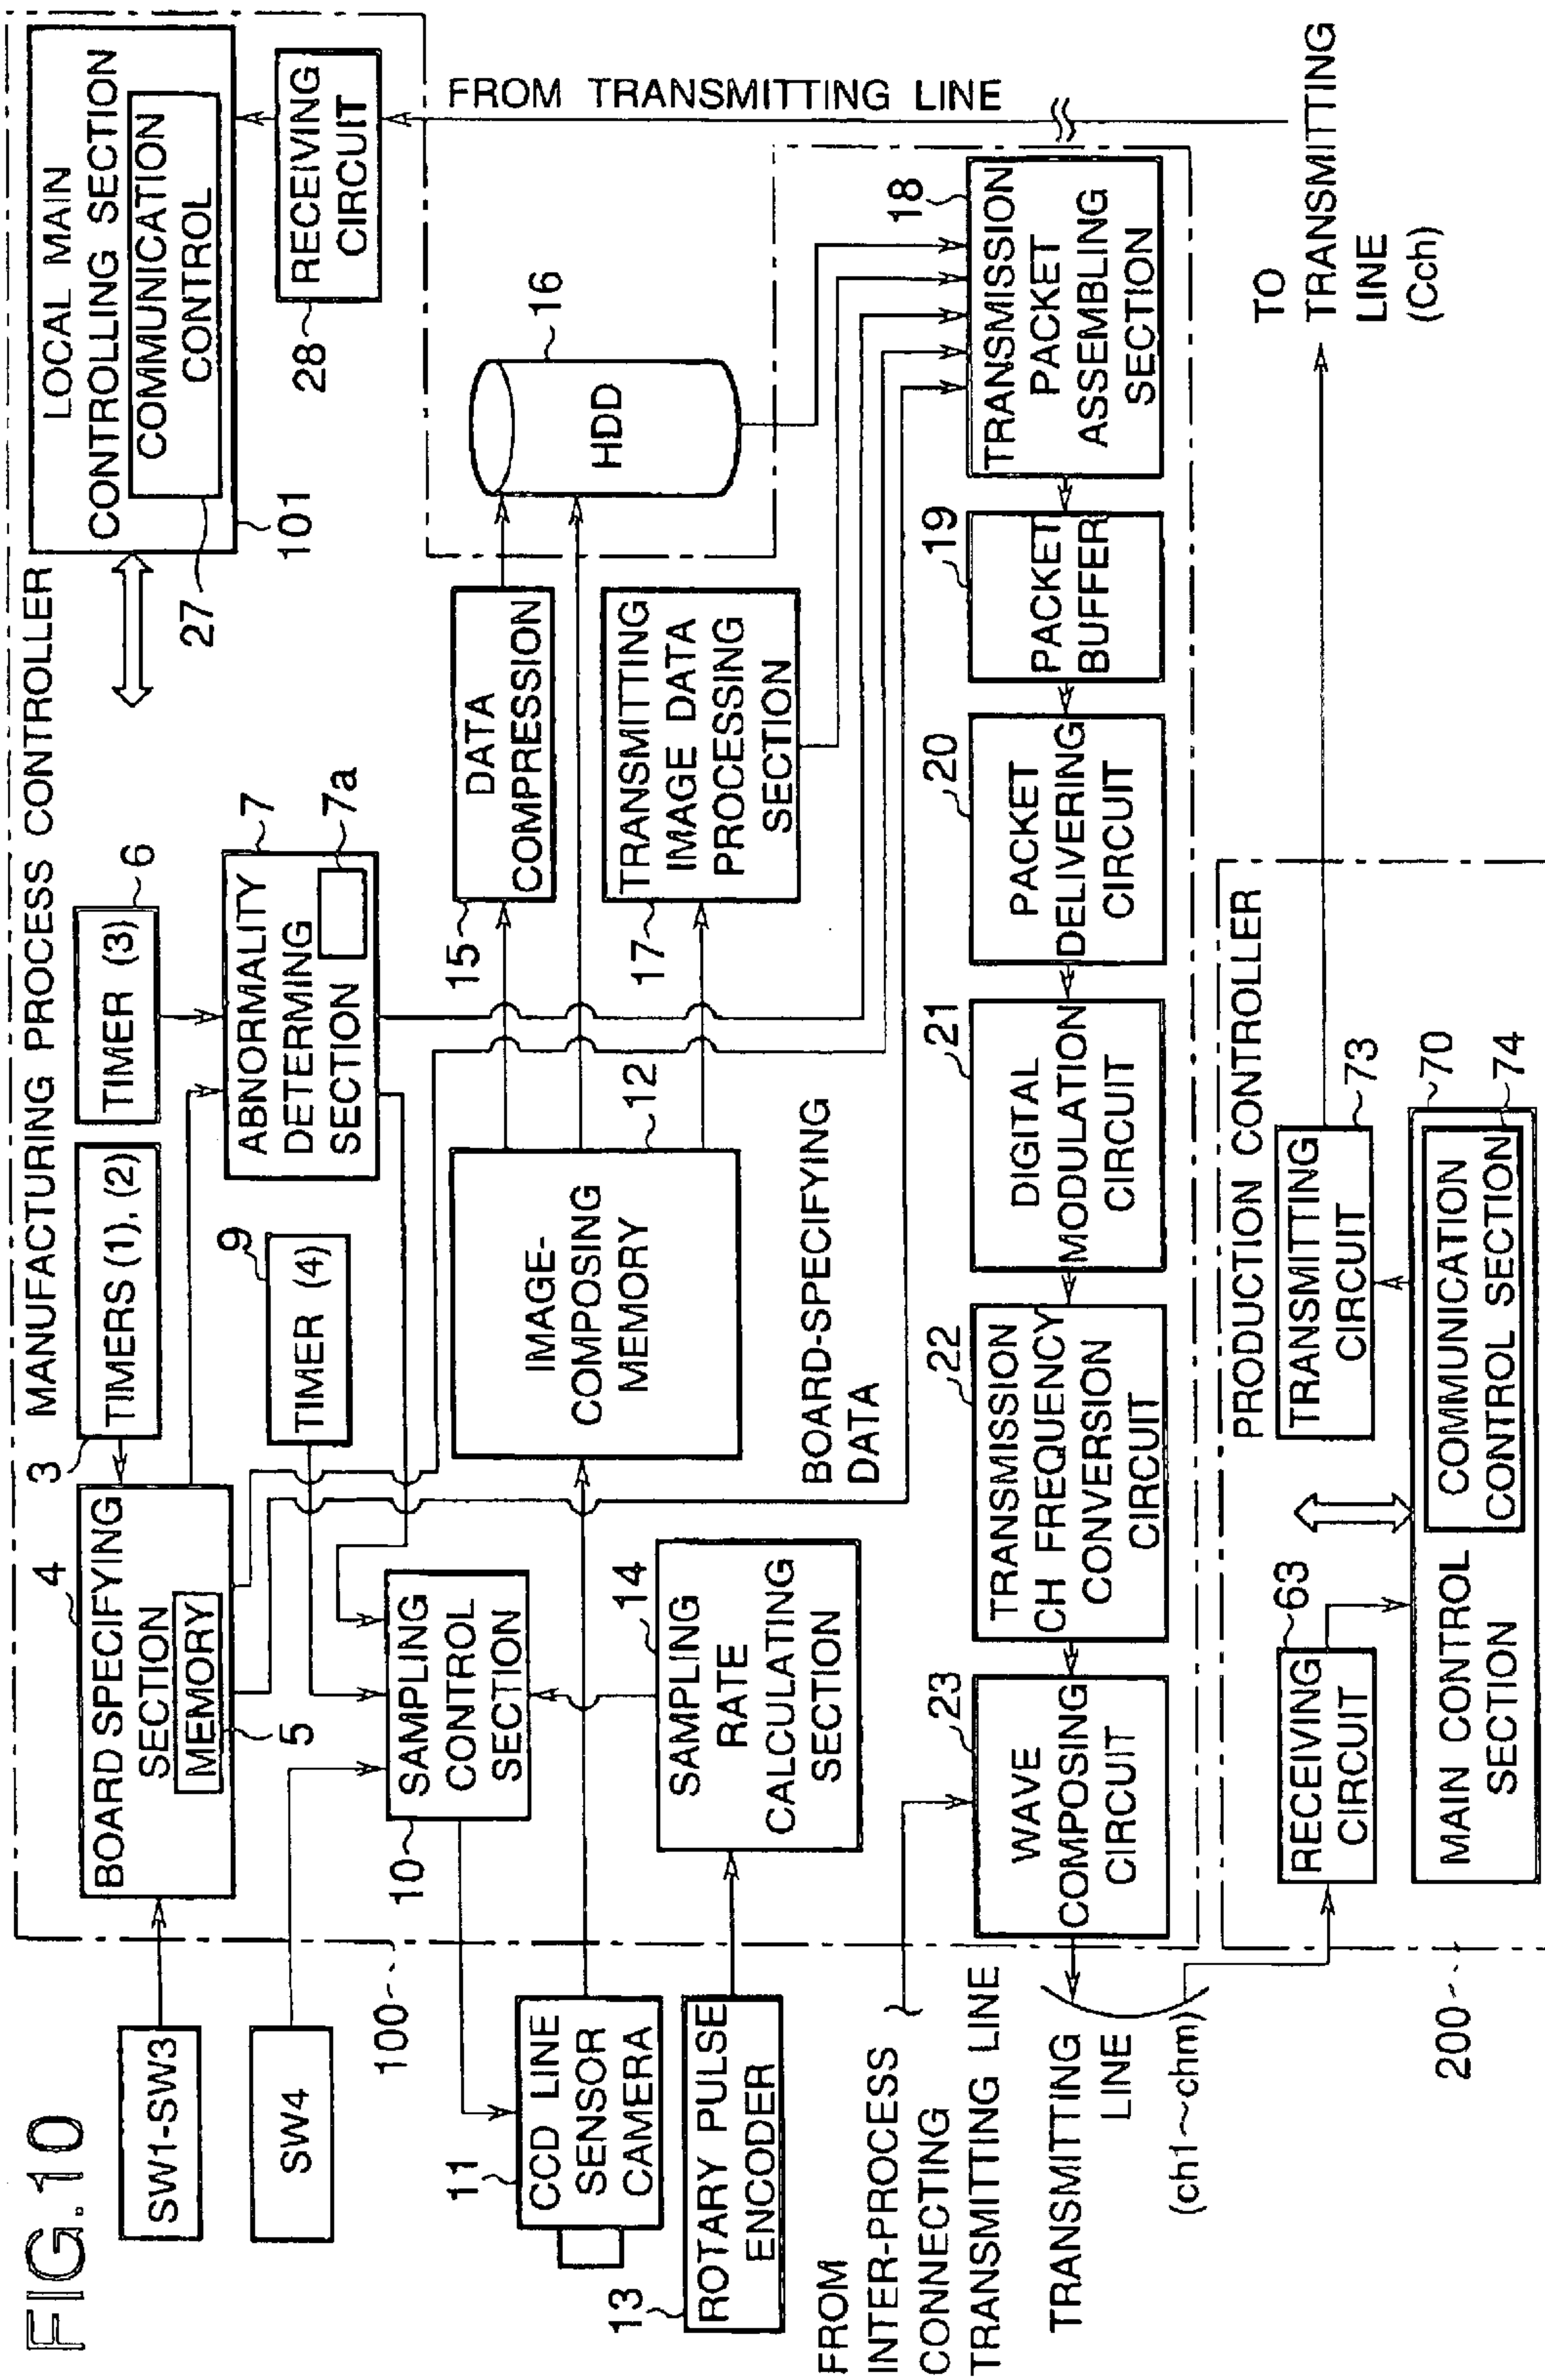 FIG.10
3
MANUFACTURING PROCESS CONTROLLER
LOCAL MAIN
CONTROLLING SECTION
COMMUNICATION
CONTROL
27
101
RECEIVING
CIRCUIT
28
FROM TRANSMITTING LINE
SW1-SW3
4
BOARD SPECIFYING
SECTION
MEMORY
5
TIMERS (1), (2)
TIMER (3)
6
ABNORMALITY
DETERMINING
SECTION
7
7a
SW4
9
TIMER (4)
100
10
SAMPLING
CONTROL
SECTION
11
CCD LINE
SENSOR
CAMERA
IMAGE-
COMPOSING
MEMORY
12
15
DATA
COMPRESSION
16
HDD
17
TRANSMITTING
IMAGE DATA
PROCESSING
SECTION
13
ROTARY PULSE
ENCODER
14
SAMPLING
RATE
CALCULATING
SECTION
BOARD-SPECIFYING
DATA
FROM
INTER-PROCESS
CONNECTING
TRANSMITTING LINE
23
WAVE
COMPOSING
CIRCUIT
22
TRANSMISSION
CH FREQUENCY
CONVERSION
CIRCUIT
21
DIGITAL
MODULATION
CIRCUIT
20
PACKET
DELIVERING
CIRCUIT
19
PACKET
BUFFER
18
TRANSMISSION
PACKET
ASSEMBLING
SECTION
TRANSMITTING
LINE
(ch1~chm)
200
PRODUCTION CONTROLLER
RECEIVING
CIRCUIT
63
TRANSMITTING
CIRCUIT
73
MAIN CONTROL
SECTION
COMMUNICATION
CONTROL SECTION
70
74
TO
TRANSMITTING
LINE
(Cch)